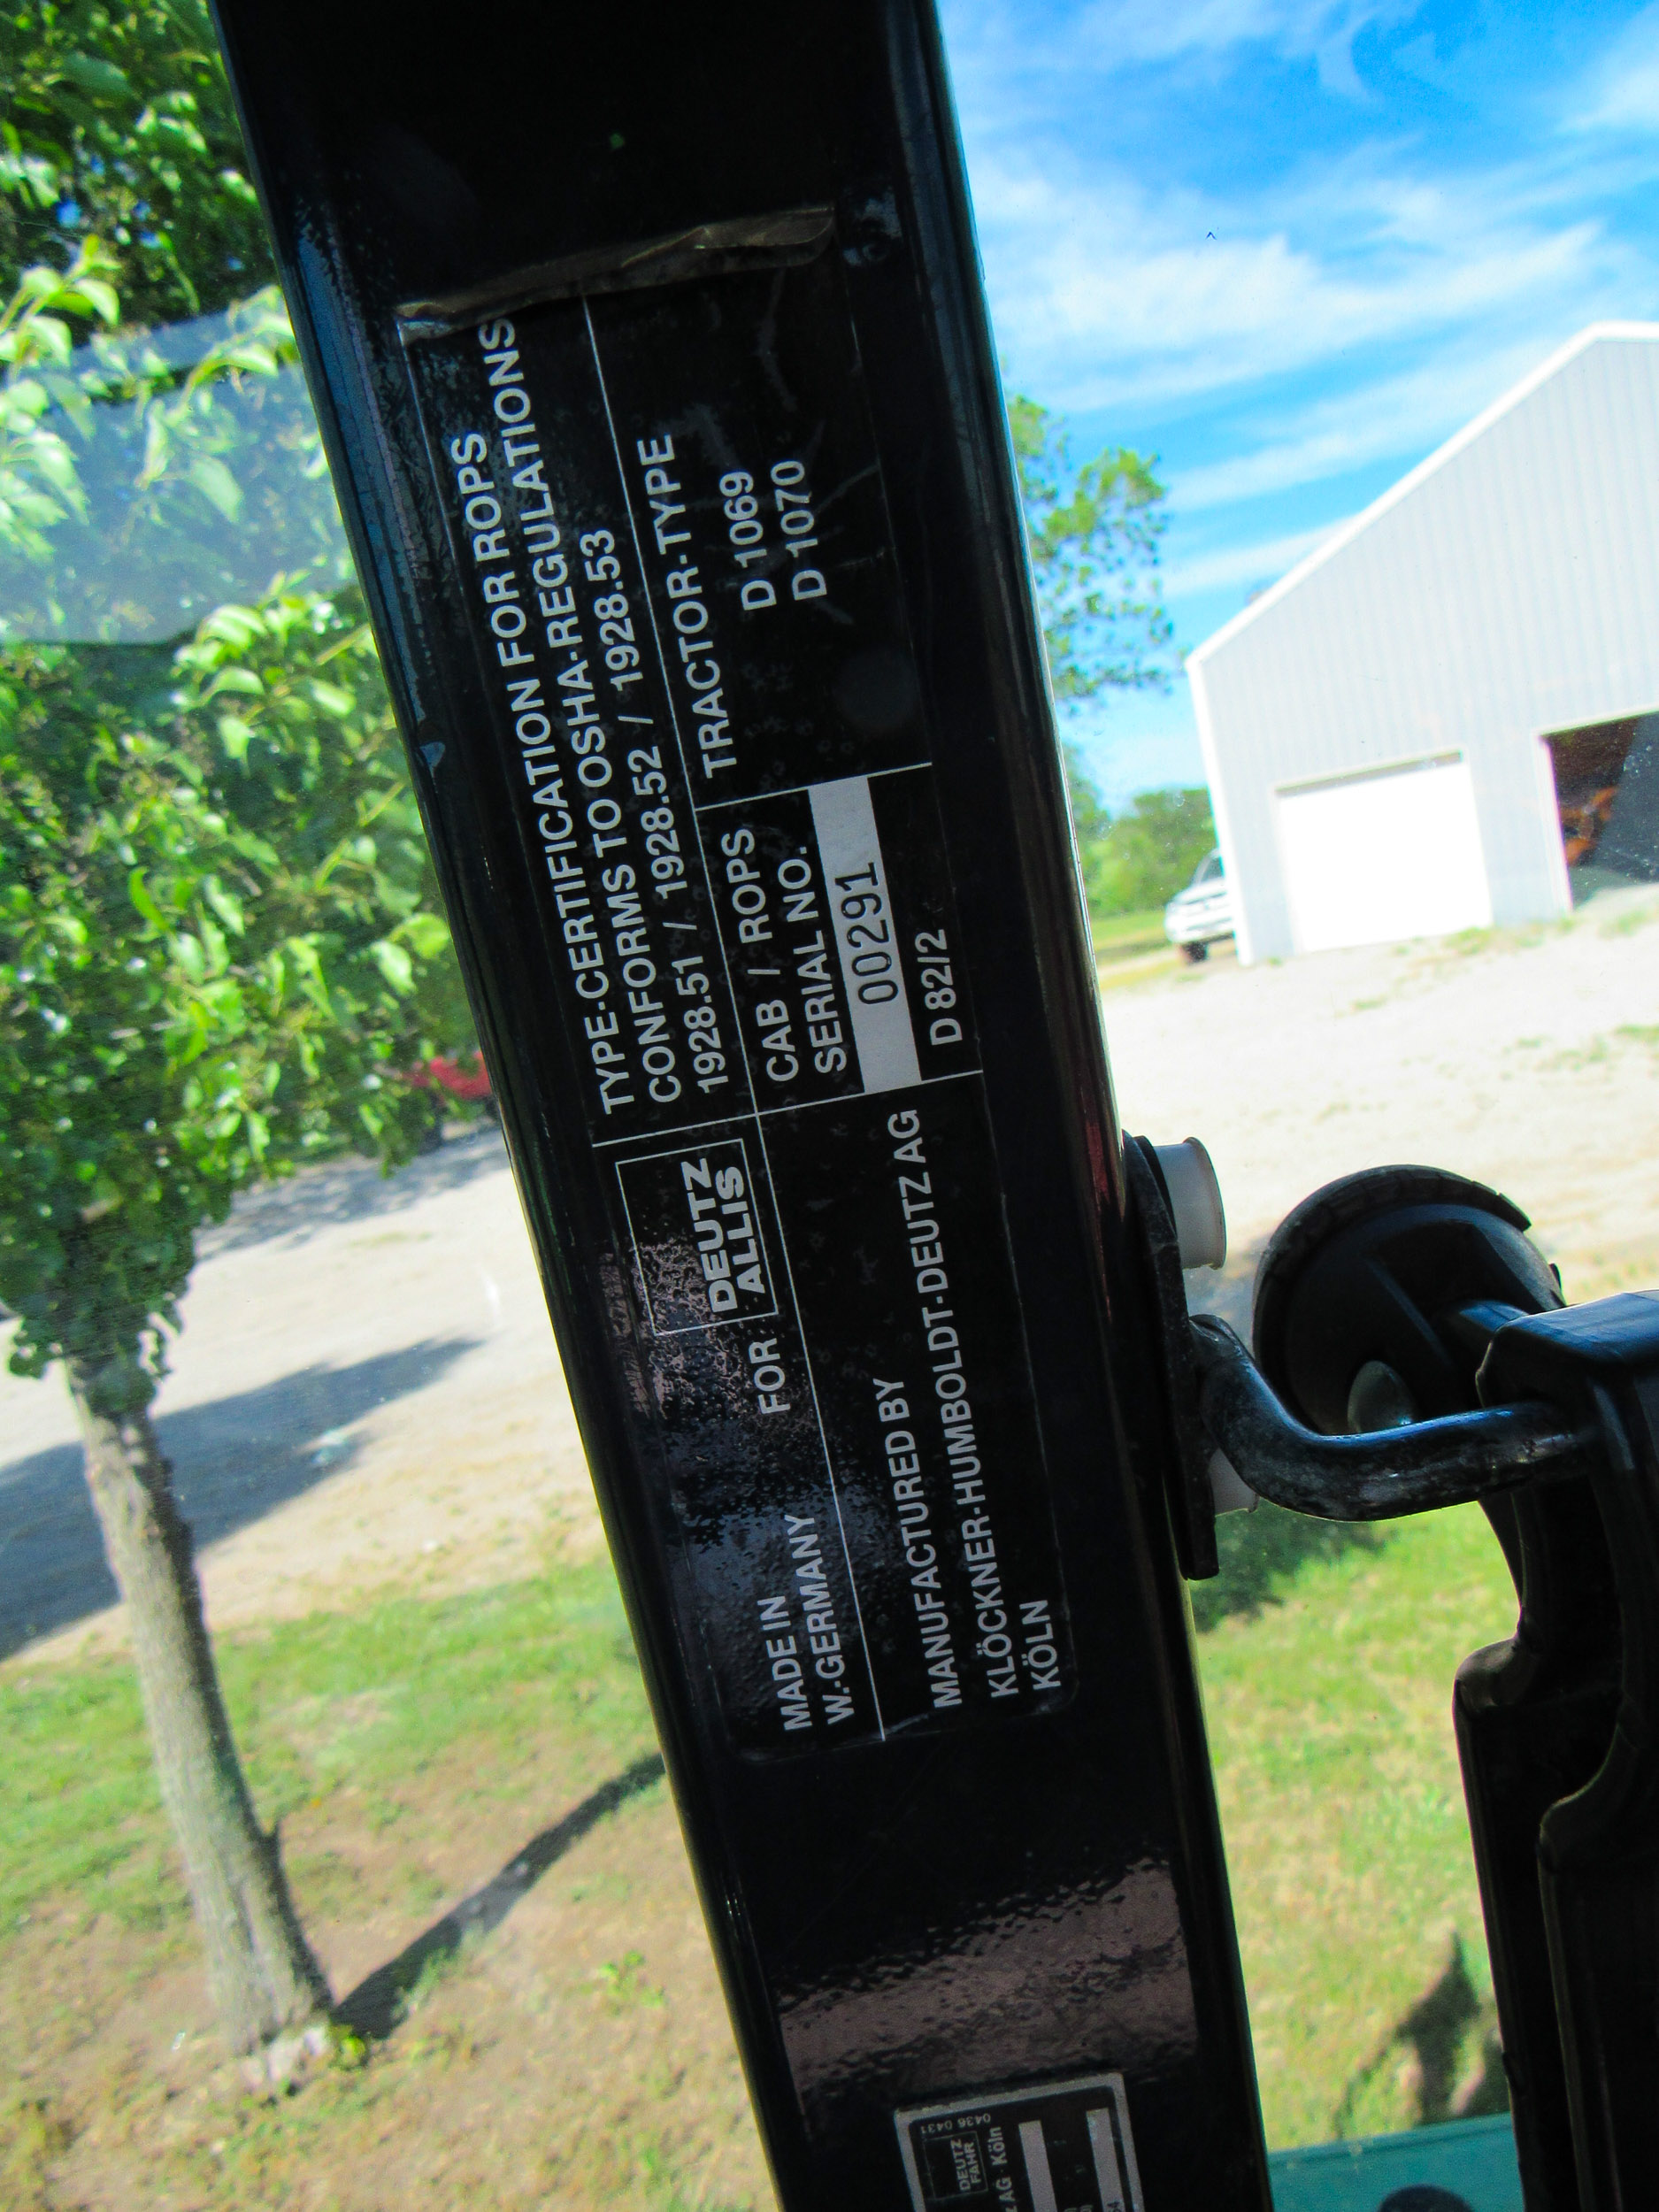 MADE IN
W.-GERMANY
FOR
DEUTZ
ALLIS
TYPE-CERTIFICATION FOR ROPS
CONFORMS TO OSHA-REGULATIONS
1928.51 / 1928.52 / 1928.53
MANUFACTURED BY
KLÖCKNER-HUMBOLDT-DEUTZ AG
KÖLN
CAB / ROPS
SERIAL NO.
00291
D 82/2
TRACTOR-TYPE
D 1069
D 1070
DEUTZ
FAHR
0436 0431
AG Köln